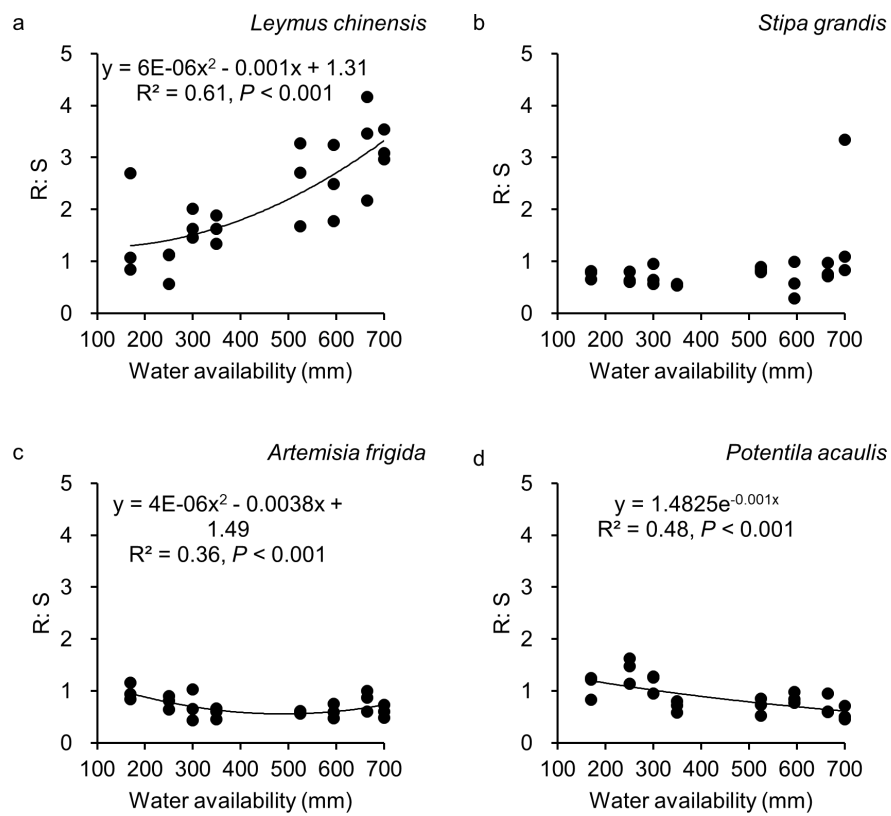 a
Leymus chinensis
y = 6E-06x² - 0.001x + 1.31
R² = 0.61, P < 0.001
5
4
3
2
1
0
R: S
100 200 300 400 500 600 700
Water availability (mm)
b
Stipa grandis
5
4
3
2
1
0
R: S
100 200 300 400 500 600 700
Water availability (mm)
c
Artemisia frigida
y = 4E-06x² - 0.0038x +
1.49
R² = 0.36, P < 0.001
5
4
3
2
1
0
R: S
100 200 300 400 500 600 700
Water availability (mm)
d
Potentila acaulis
y = 1.4825e^-0.001x
R² = 0.48, P < 0.001
5
4
3
2
1
0
R: S
100 200 300 400 500 600 700
Water availability (mm)